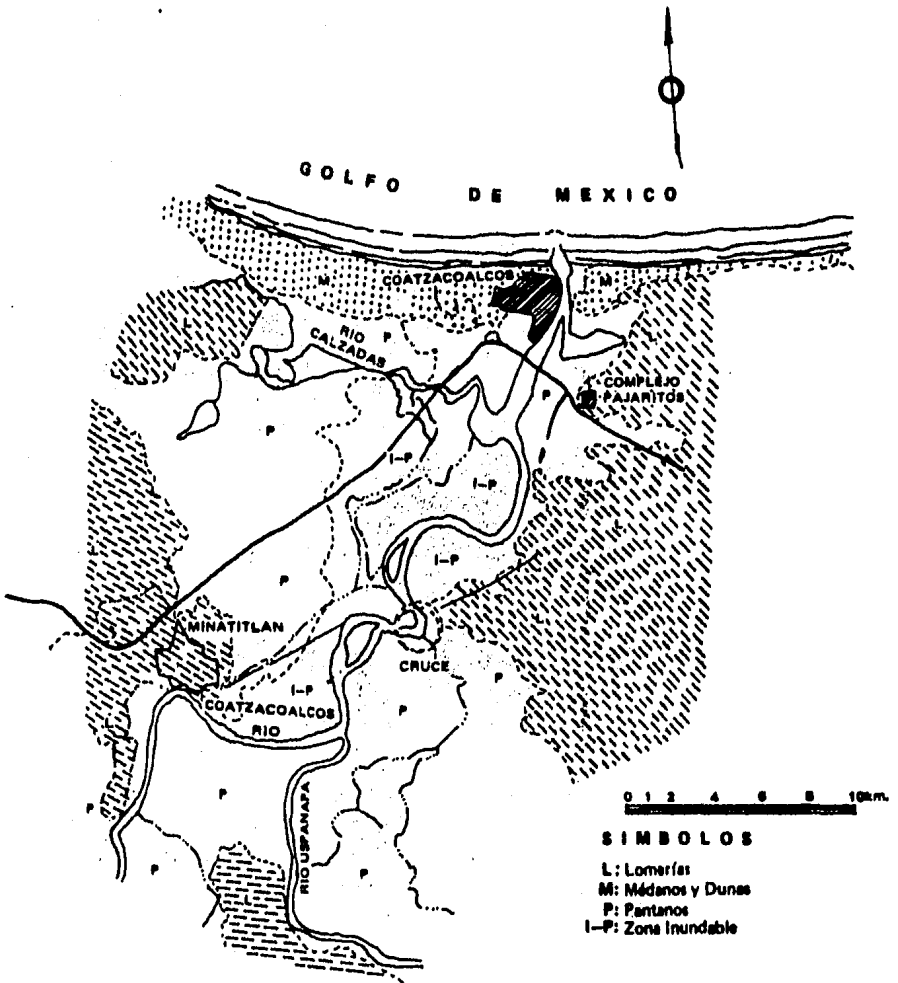 GOLFO DE MEXICO
COATZACOALCOS
M
M
L
P
RIO
CALZADAS
COMPLEJO
PAJARITOS
P
P
I-P
I-P
I-P
P
L
MINATITLAN
CRUCE
P
I-P
COATZACOALCOS
RIO
P
L
P
P
RIO USPANAPA
P
P
L
0 1 2 4 6 8 10km.
SIMBOLOS
L: Lomerías
M: Médanos y Dunas
P: Pantanos
I-P: Zona Inundable